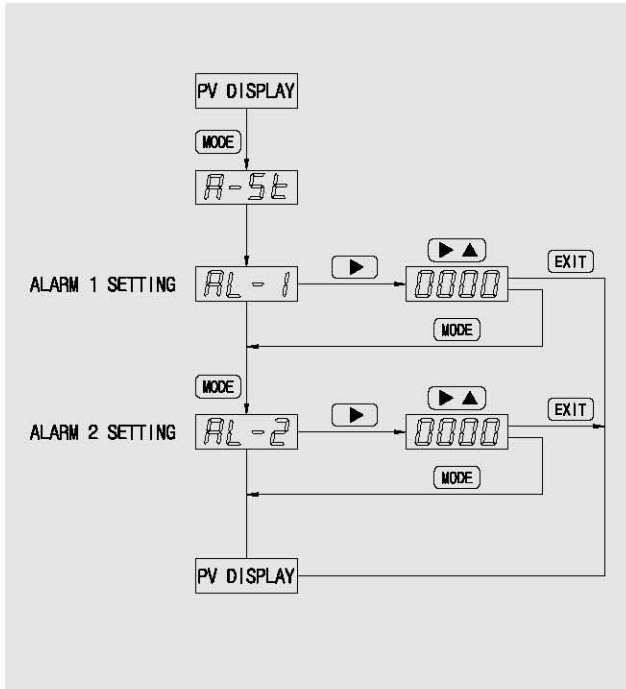 PV DISPLAY
MODE
A-St
ALARM 1 SETTING
AL-1
▶
▶ ▲
0000
EXIT
MODE
MODE
ALARM 2 SETTING
AL-2
▶
▶ ▲
0000
EXIT
MODE
PV DISPLAY